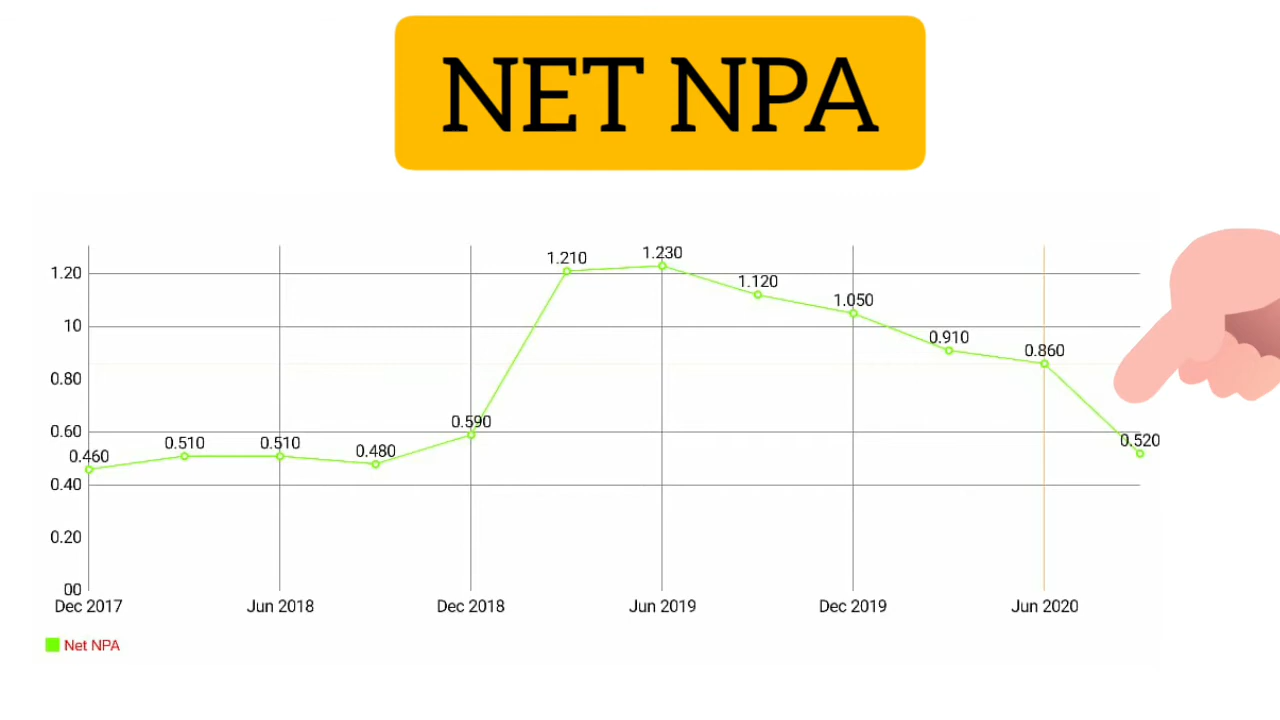 NET NPA
1.20
10
0.80
0.60
0.40
0.20
00
0.460
0.510
0.510
0.480
0.590
1.210
1.230
1.120
1.050
0.910
0.860
0.520
Dec 2017
Jun 2018
Dec 2018
Jun 2019
Dec 2019
Jun 2020
Net NPA